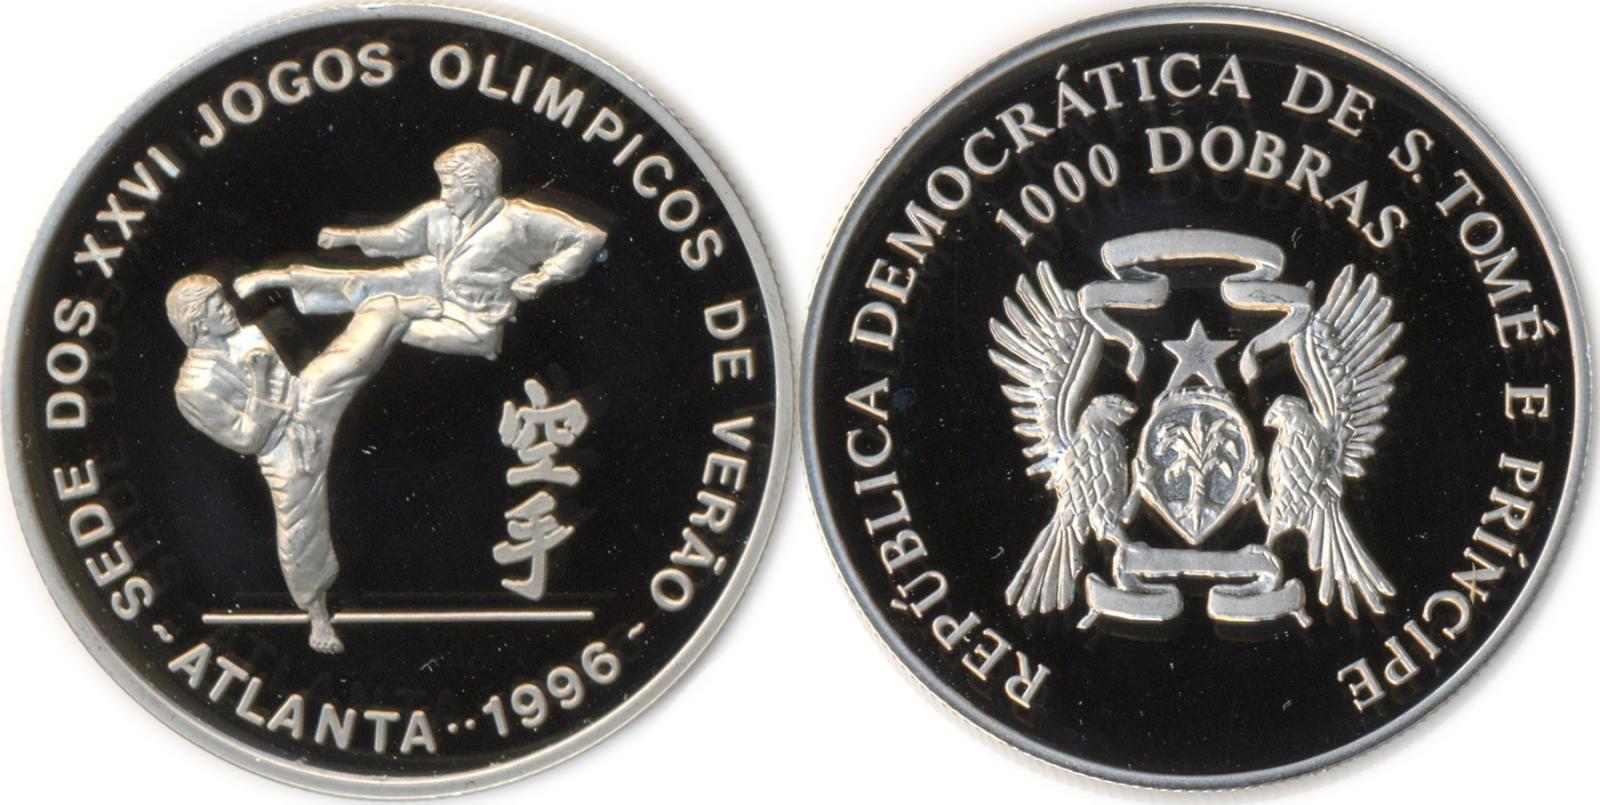 SEDE DOS XXVI JOGOS OLIMPICOS DE VERÃO
~ ATLANTA··1996 ~
空手
REPÚBLICA DEMOCRÁTICA DE S. TOMÉ E PRÍNCIPE
1000 DOBRAS